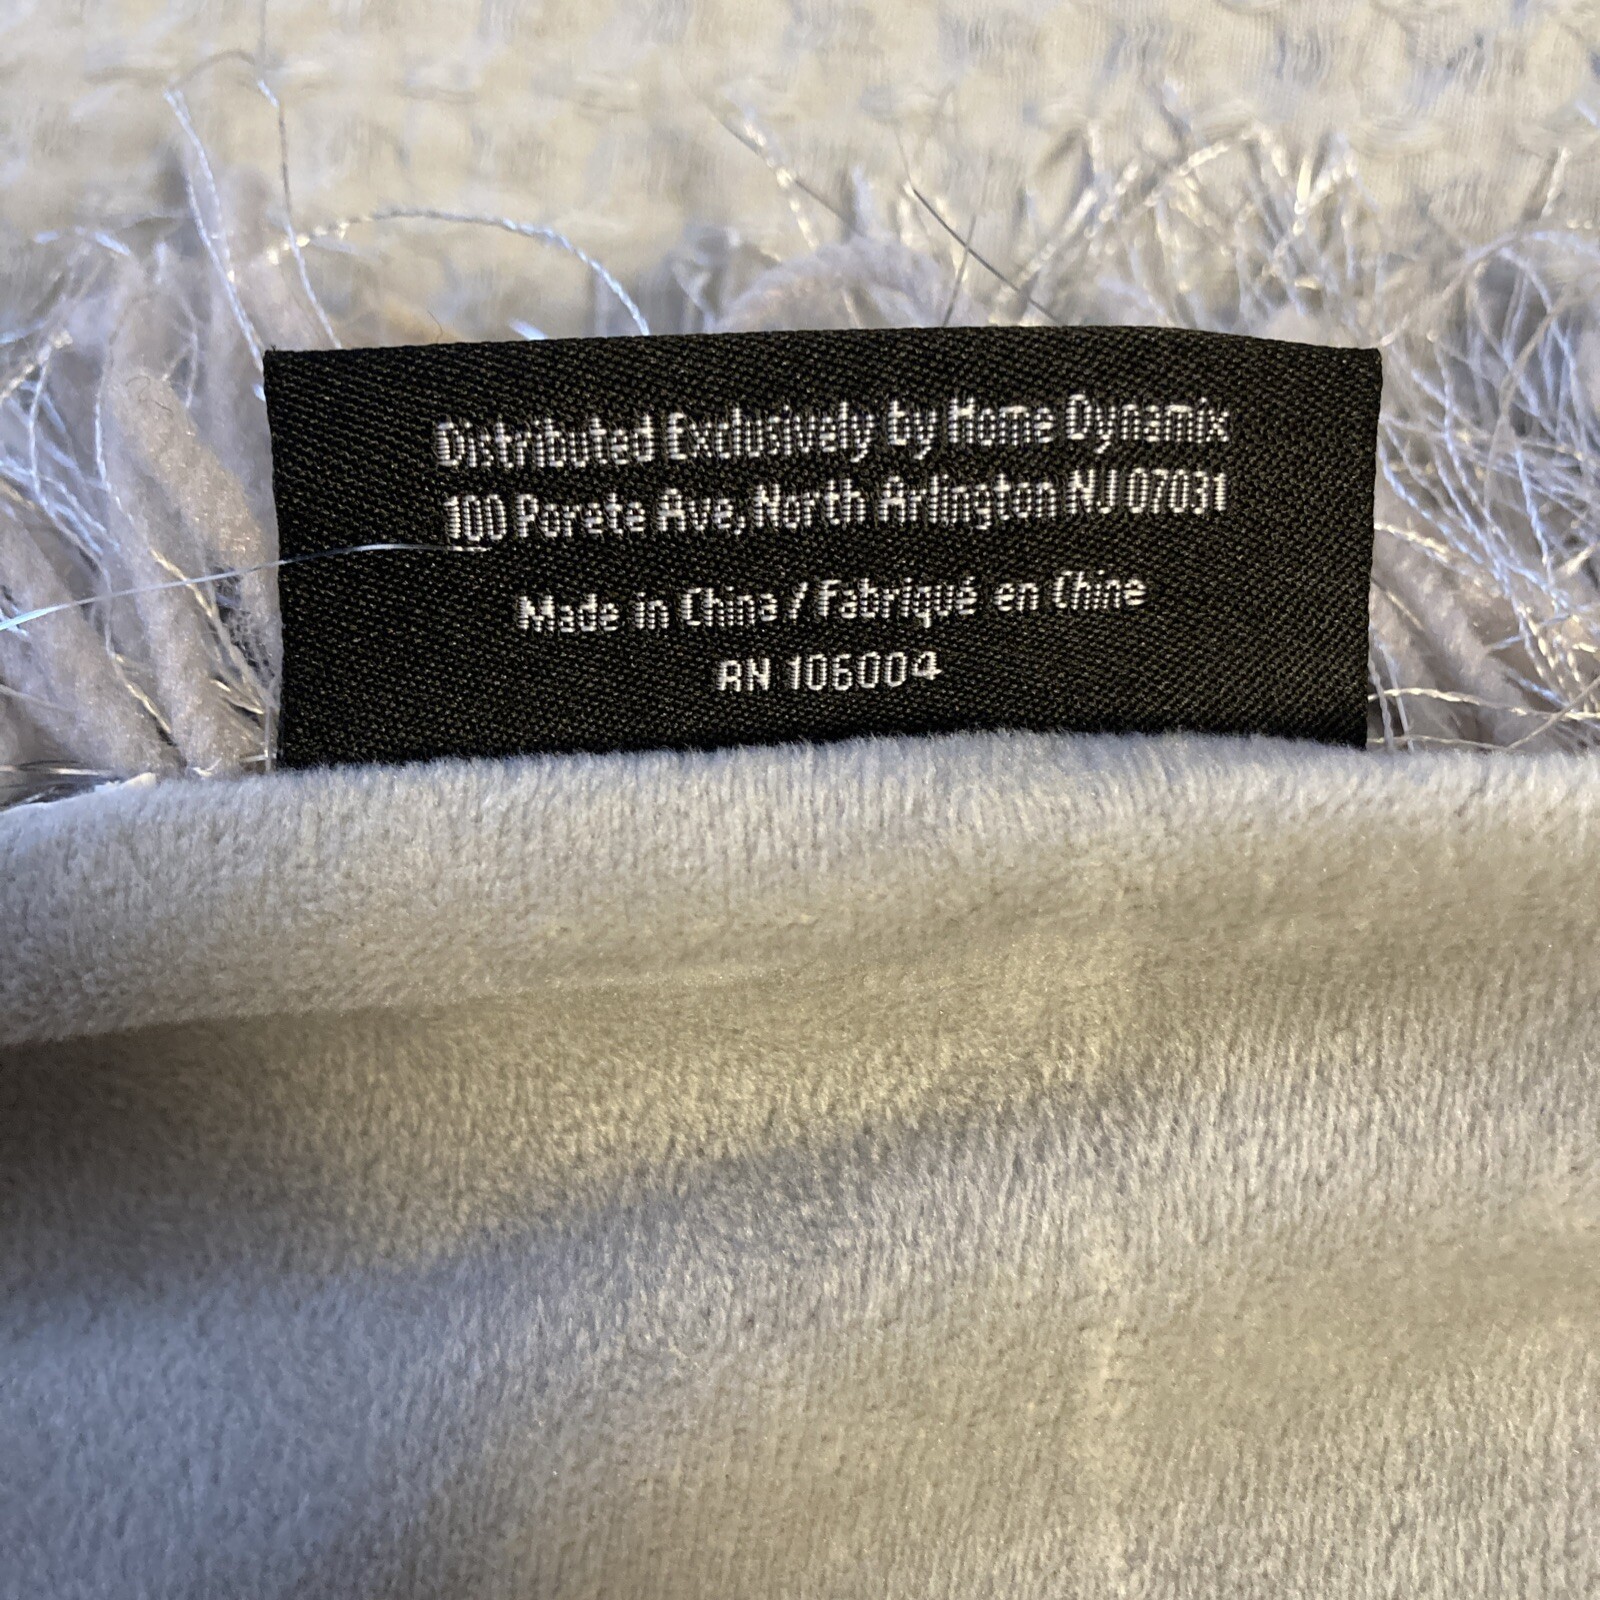 Distributed Exclusively by Home Dynamix
100 Porete Ave, North Arlington NJ 07031
Made in China / Fabriqué en Chine
RN 106004